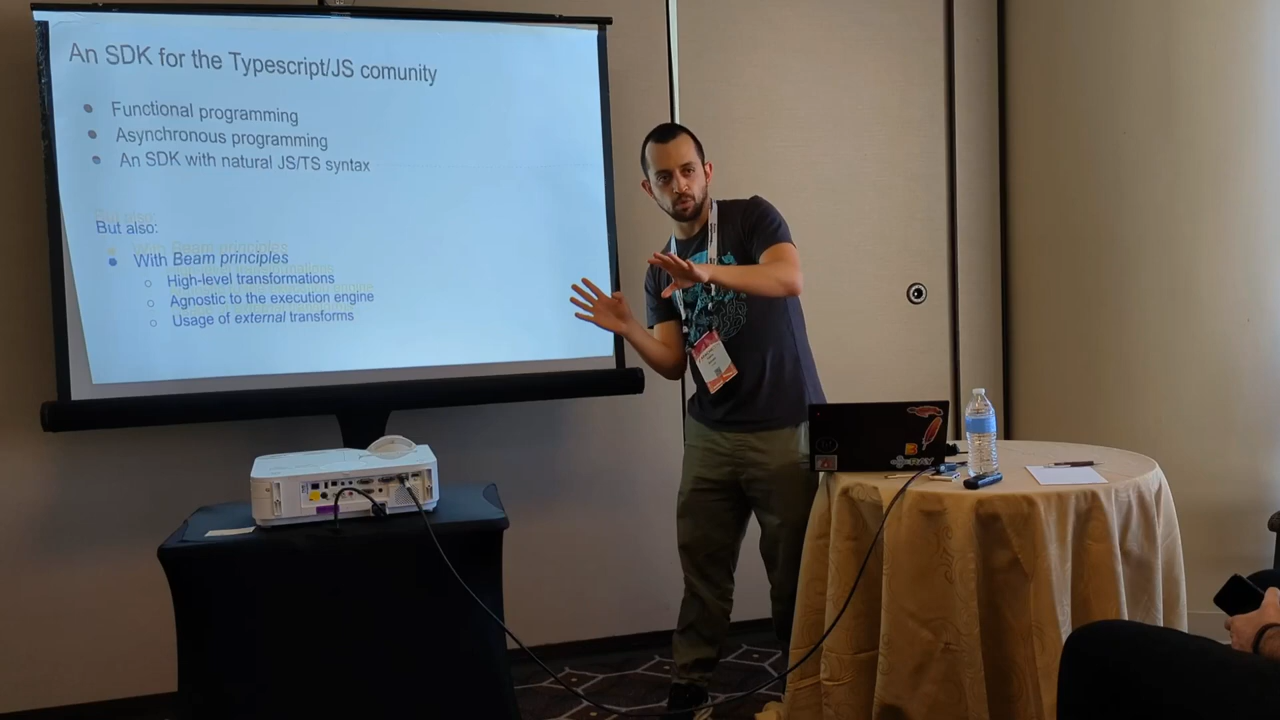 An SDK for the Typescript/JS comunity
Functional programming
Asynchronous programming
An SDK with natural JS/TS syntax
But also:
With Beam principles
High-level transformations
Agnostic to the execution engine
Usage of external transforms
RAY